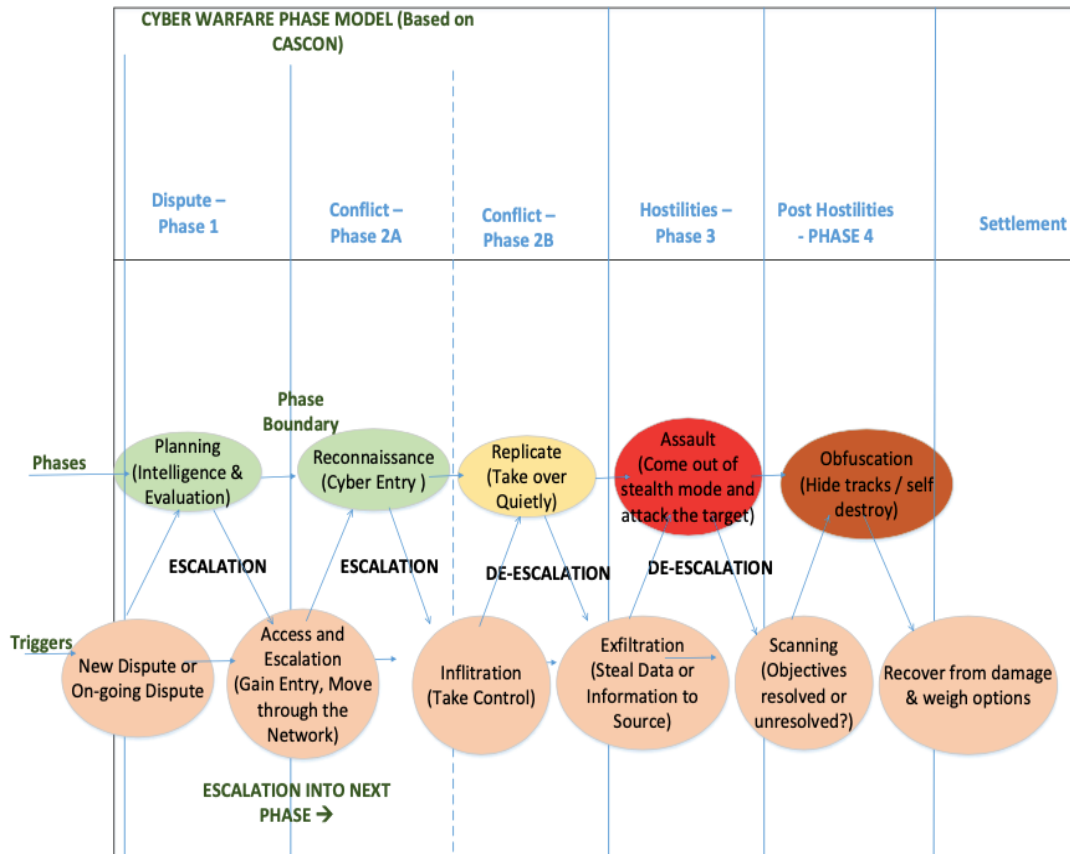 CYBER WARFARE PHASE MODEL (Based on
CASCON)
Dispute –
Phase 1
Conflict –
Phase 2A
Conflict –
Phase 2B
Hostilities –
Phase 3
Post Hostilities
- PHASE 4
Settlement
Phase
Boundary
Phases
Planning
(Intelligence &
Evaluation)
Reconnaissance
(Cyber Entry )
Replicate
(Take over
Quietly)
Assault
(Come out of
stealth mode and
attack the target)
Obfuscation
(Hide tracks / self
destroy)
ESCALATION
ESCALATION
DE-ESCALATION
DE-ESCALATION
Triggers
New Dispute or
On-going Dispute
Access and
Escalation
(Gain Entry, Move
through the
Network)
Inflitration
(Take Control)
Exfiltration
(Steal Data or
Information to
Source)
Scanning
(Objectives
resolved or
unresolved?)
Recover from damage
& weigh options
ESCALATION INTO NEXT
PHASE →